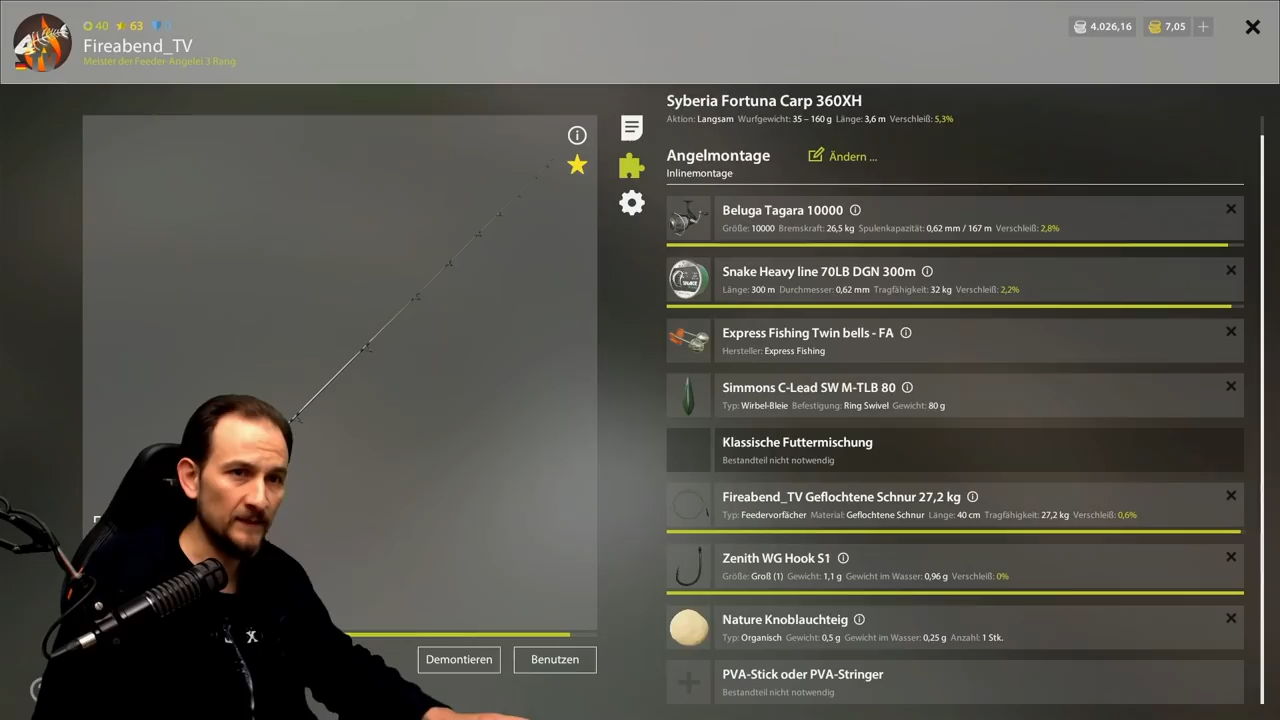 40 63
Fireabend_TV
Meister der Feeder-Angelei 3 Rang
4.026,16 7,05
Syberia Fortuna Carp 360XH
Aktion: Langsam Wurfgewicht: 35 – 160 g Länge: 3,6 m Verschleiß: 5,3%
Angelmontage Ändern ...
Inlinemontage
Beluga Tagara 10000
Größe: 10000 Bremskraft: 26,5 kg Spulenkapazität: 0,62 mm / 167 m Verschleiß: 2,8%
Snake Heavy line 70LB DGN 300m
Länge: 300 m Durchmesser: 0,62 mm Tragfähigkeit: 32 kg Verschleiß: 2,2%
Express Fishing Twin bells - FA
Hersteller: Express Fishing
Simmons C-Lead SW M-TLB 80
Typ: Wirbel-Bleie Befestigung: Ring Swivel Gewicht: 80 g
Klassische Futtermischung
Bestandteil nicht notwendig
Fireabend_TV Geflochtene Schnur 27,2 kg
Typ: Feedervorfächer Material: Geflochtene Schnur Länge: 40 cm Tragfähigkeit: 27,2 kg Verschleiß: 0,6%
Zenith WG Hook S1
Größe: Groß (1) Gewicht: 1,1 g Gewicht im Wasser: 0,96 g Verschleiß: 0%
Nature Knoblauchteig
Typ: Organisch Gewicht: 0,5 g Gewicht im Wasser: 0,25 g Anzahl: 1 Stk.
PVA-Stick oder PVA-Stringer
Bestandteil nicht notwendig
Demontieren Benutzen